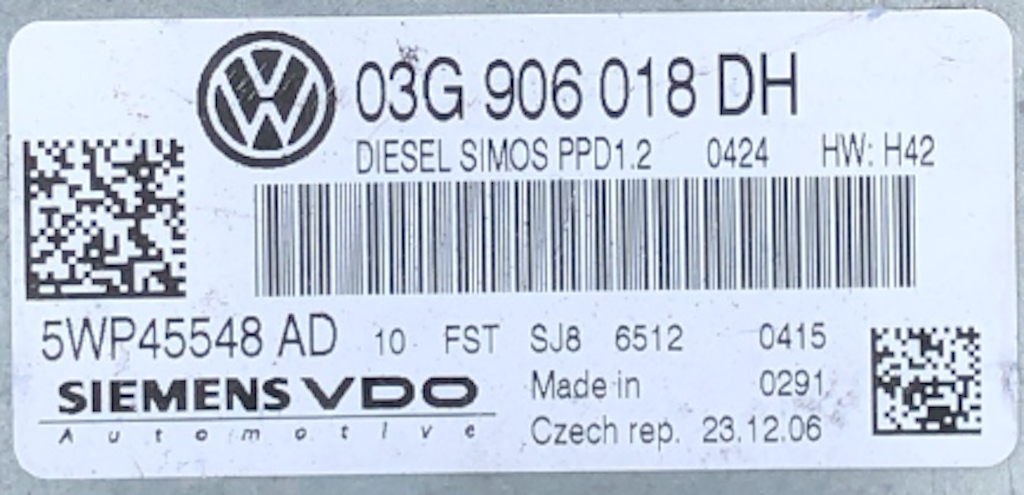 03G 906 018 DH
DIESEL SIMOS PPD1.2 0424 HW: H42
5WP45548 AD 10 FST SJ8 6512 0415
SIEMENS VDO
Automotive
Made in 0291
Czech rep. 23.12.06